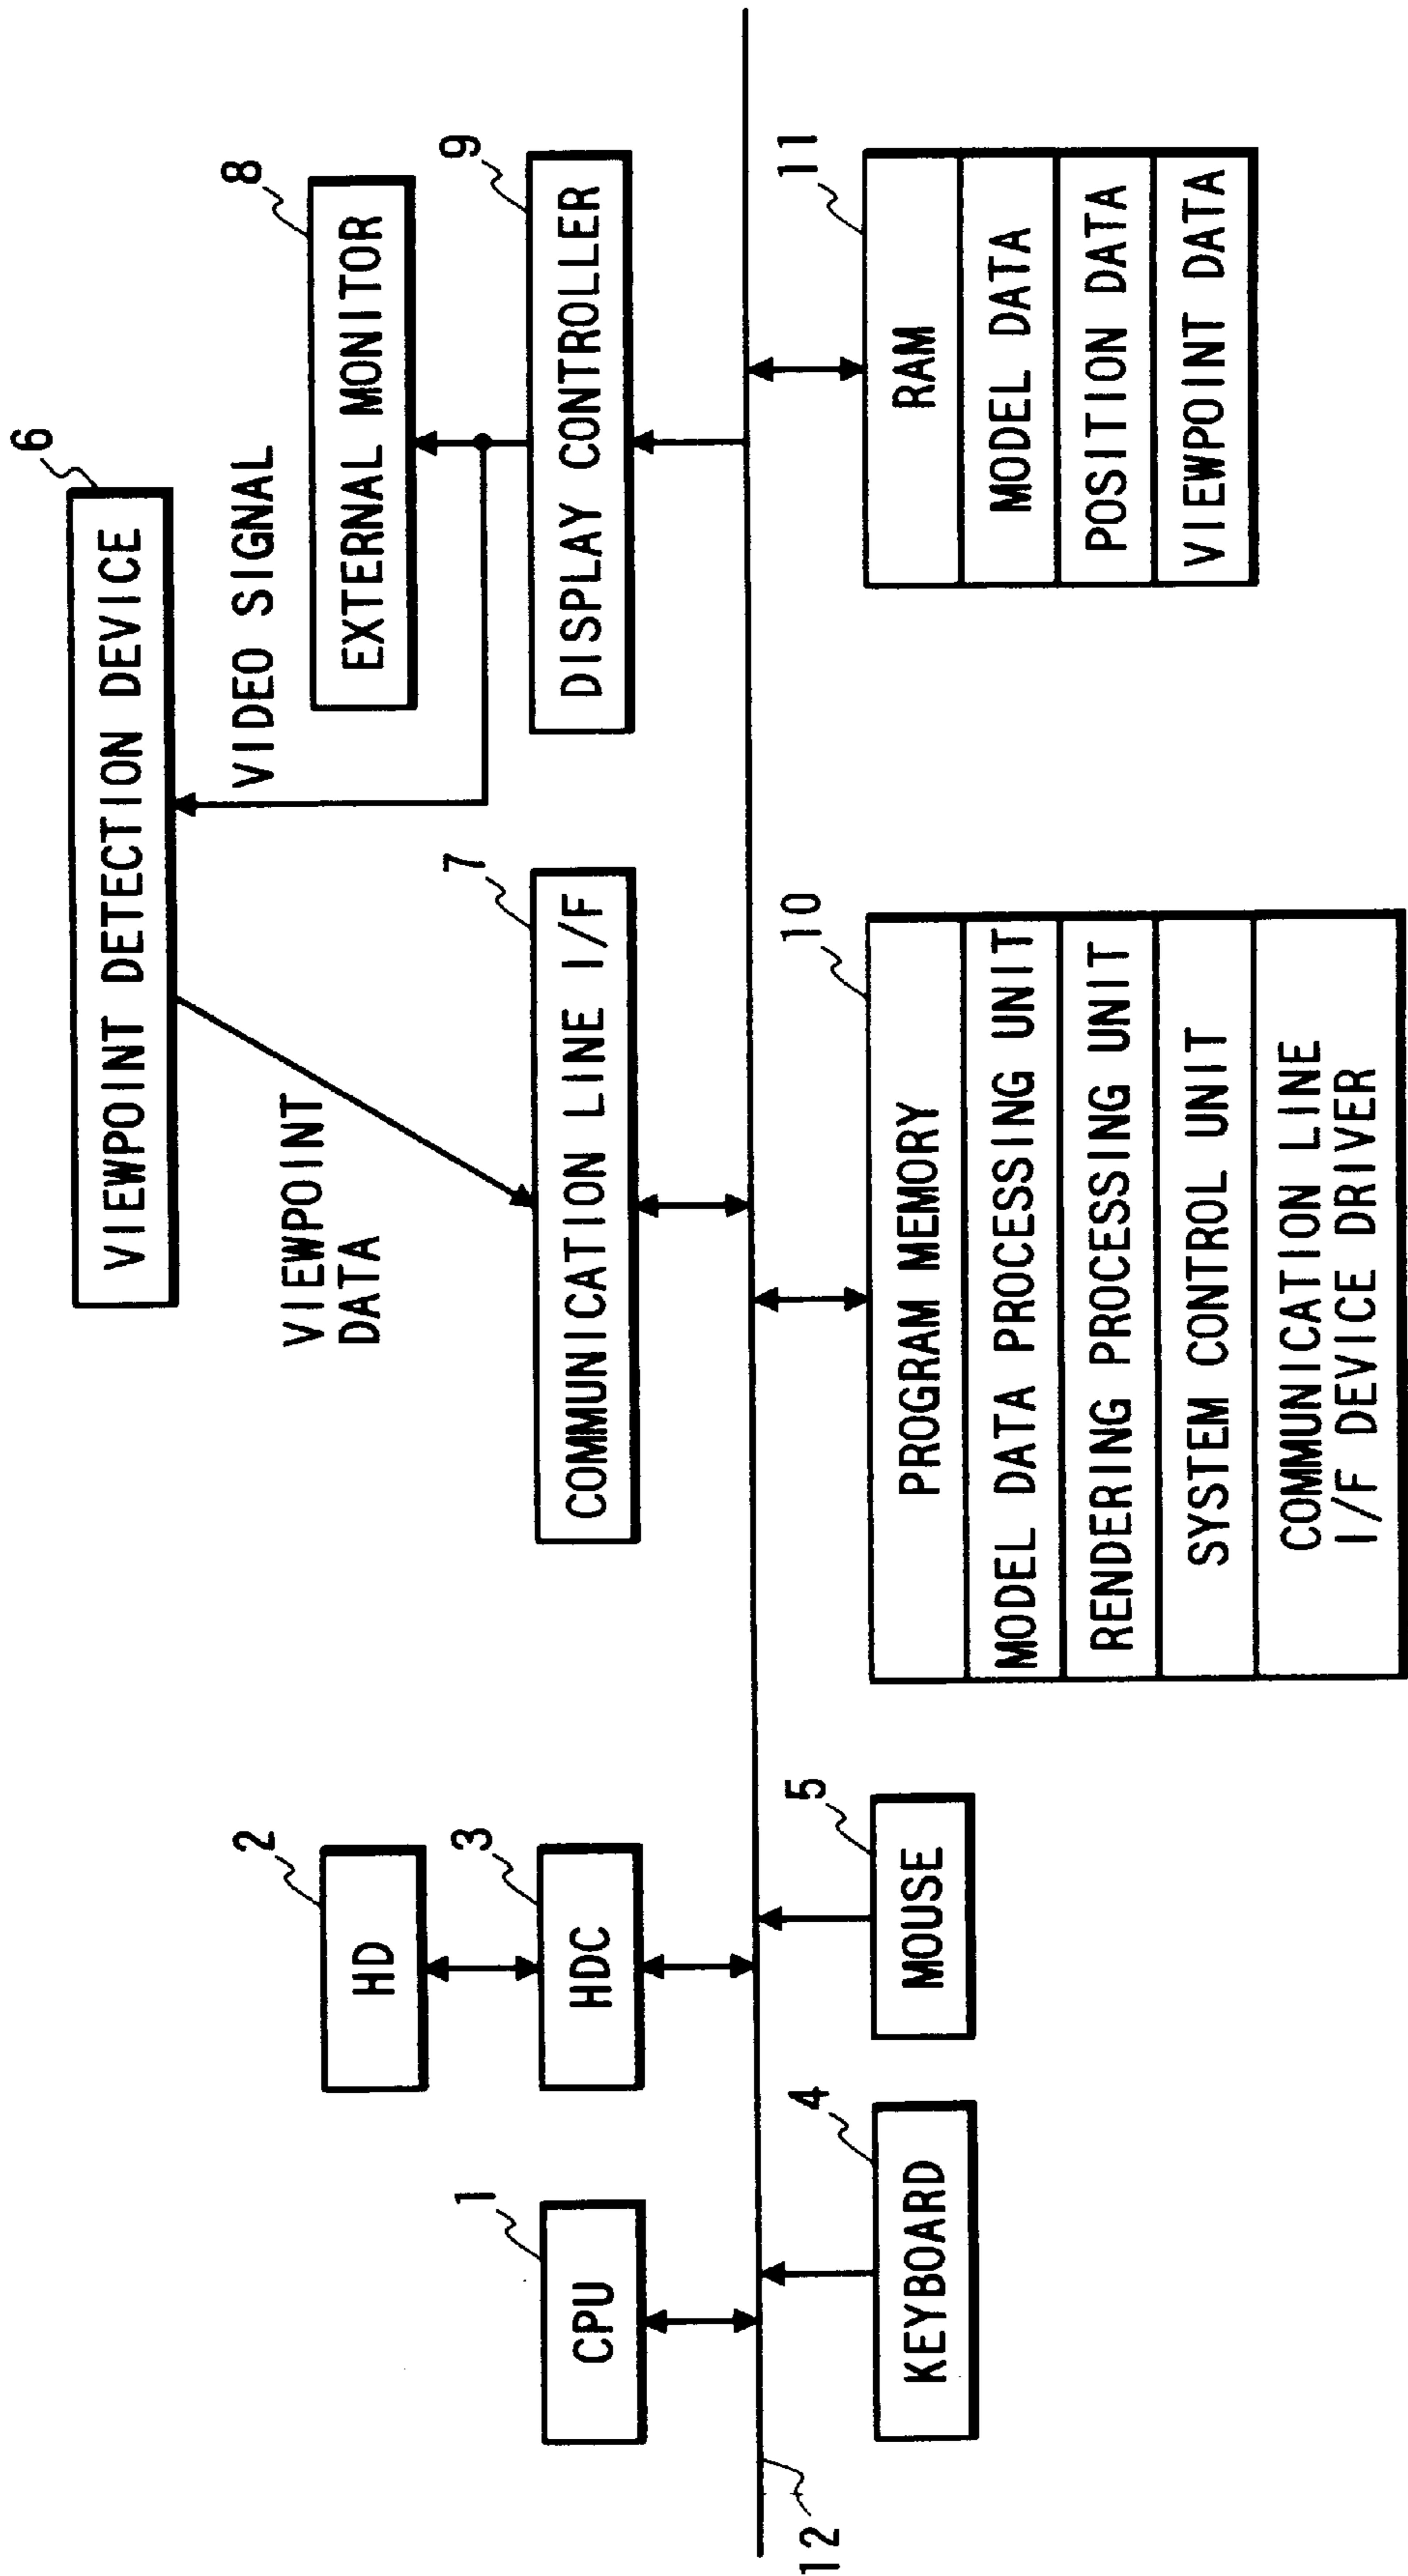 6
VIEWPOINT DETECTION DEVICE
VIEWPOINT
DATA
VIDEO SIGNAL
2
HD
8
EXTERNAL MONITOR
1
CPU
3
HDC
7
COMMUNICATION LINE I/F
9
DISPLAY CONTROLLER
12
4
KEYBOARD
5
MOUSE
10
PROGRAM MEMORY
MODEL DATA PROCESSING UNIT
RENDERING PROCESSING UNIT
SYSTEM CONTROL UNIT
COMMUNICATION LINE
I/F DEVICE DRIVER
11
RAM
MODEL DATA
POSITION DATA
VIEWPOINT DATA